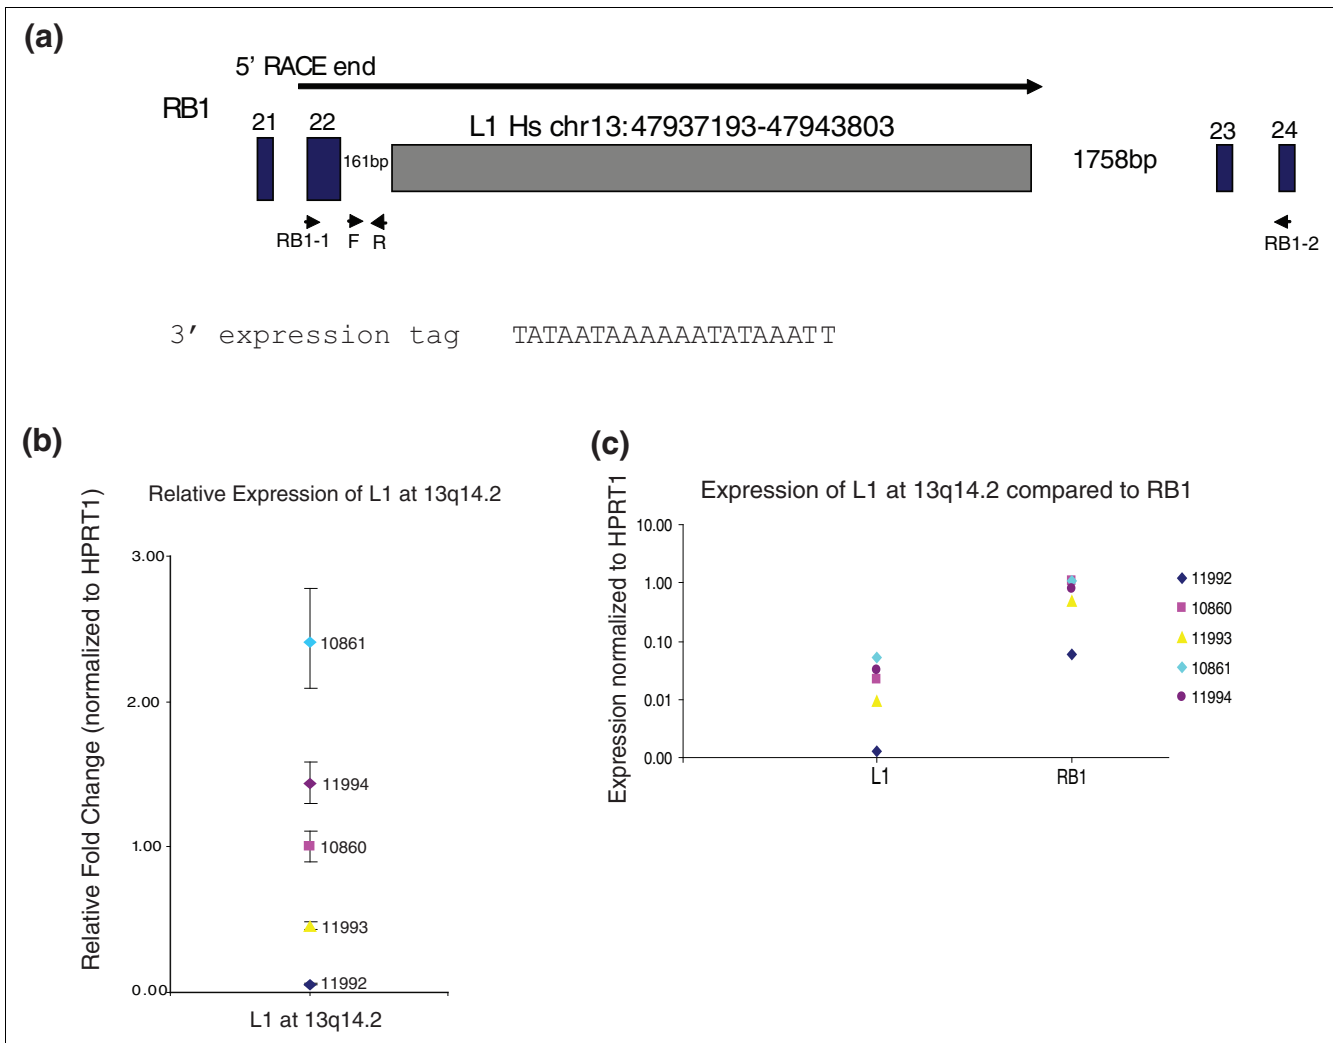 (a)
5’ RACE end
RB1
21 22 L1 Hs chr13:47937193-47943803 23 24
161bp 1758bp
RB1-1 F R RB1-2
3’ expression tag TATAATAAAAAATATAAATT
(b)
Relative Expression of L1 at 13q14.2
Relative Fold Change (normalized to HPRT1)
3.00
2.00
1.00
0.00
10861
11994
10860
11993
11992
L1 at 13q14.2
(c)
Expression of L1 at 13q14.2 compared to RB1
Expression normalized to HPRT1
10.00
1.00
0.10
0.01
0.00
L1 RB1
11992
10860
11993
10861
11994